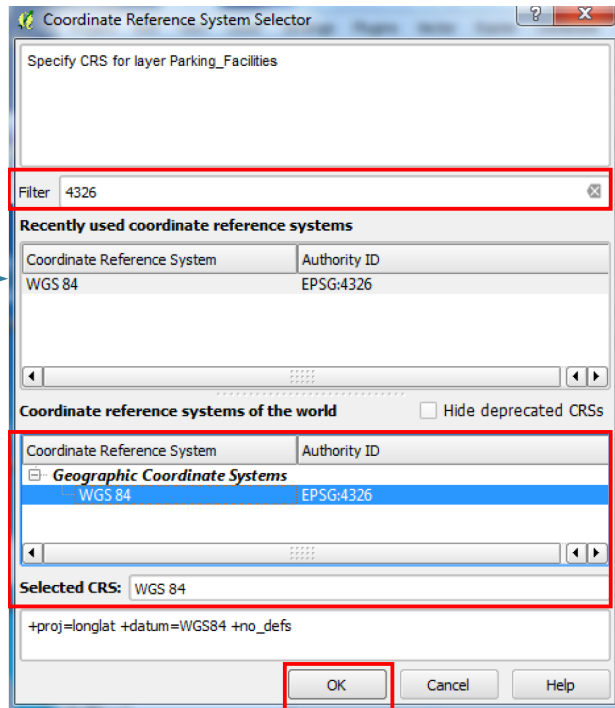 Coordinate Reference System Selector
Specify CRS for layer Parking_Facilities
Filter 4326
Recently used coordinate reference systems
Coordinate Reference System Authority ID
WGS 84 EPSG:4326
Coordinate reference systems of the world Hide deprecated CRSs
Coordinate Reference System Authority ID
Geographic Coordinate Systems
WGS 84 EPSG:4326
Selected CRS: WGS 84
+proj=longlat +datum=WGS84 +no_defs
OK Cancel Help